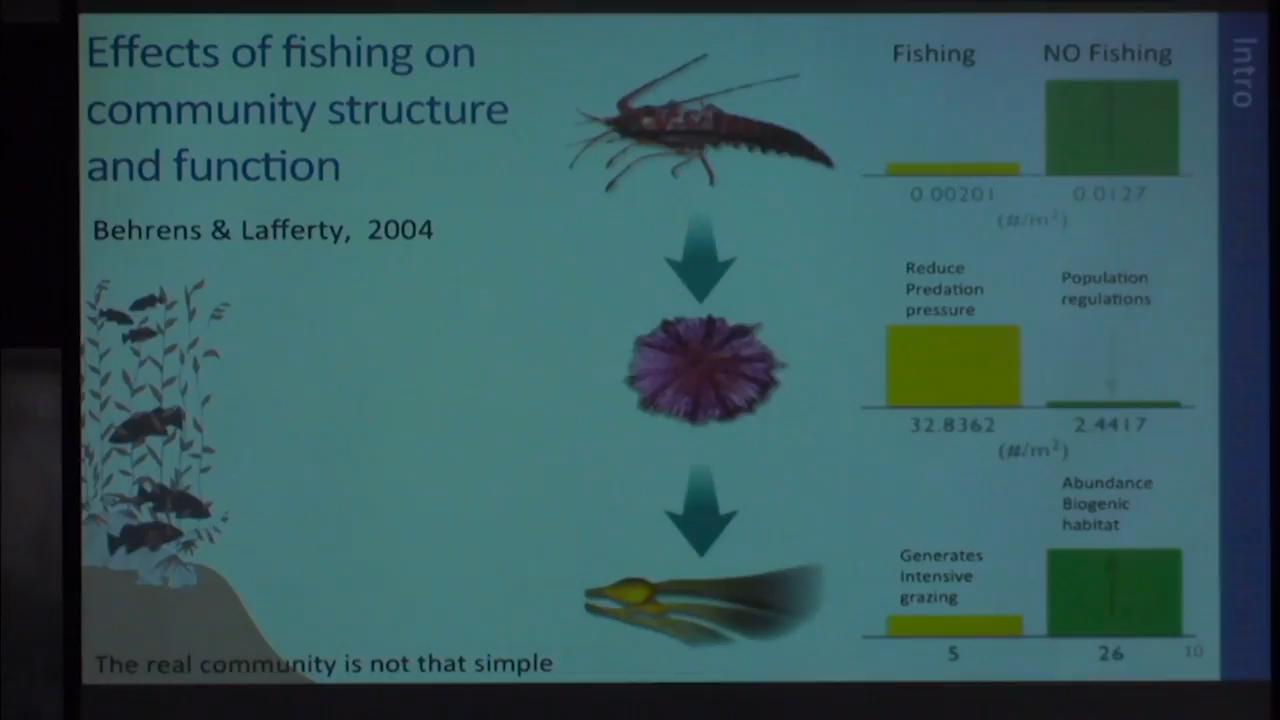 Effects of fishing on
community structure
and function
Behrens & Lafferty, 2004
Fishing NO Fishing
Intro
0.00201 0.0127
(#/m²)
Reduce
Predation
pressure
Population
regulations
32.8362 2.4417
(#/m²)
Abundance
Biogenic
habitat
Generates
Intensive
grazing
5 26 10
The real community is not that simple